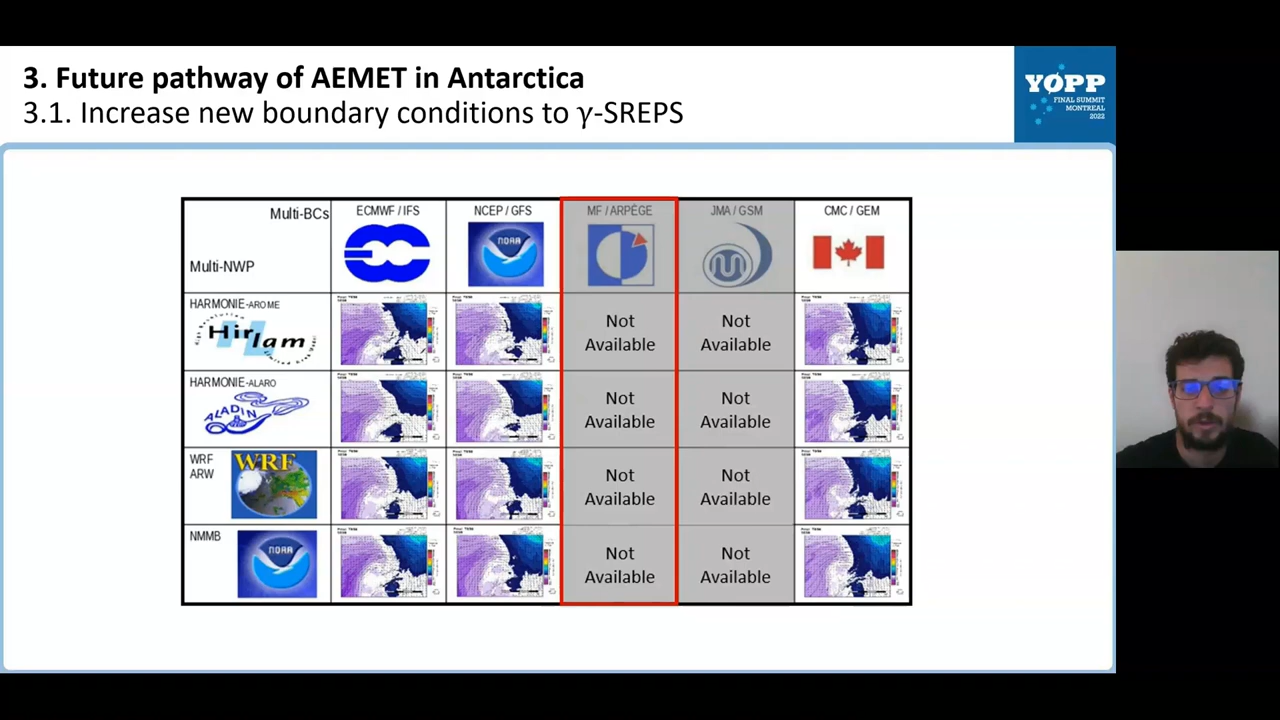 3. Future pathway of AEMET in Antarctica
3.1. Increase new boundary conditions to γ-SREPS
YOPP
FINAL SUMMIT
MONTREAL
2022
Multi-BCs
Multi-NWP
ECMWF / IFS
NCEP / GFS
NOAA
MF / ARPÈGE
JMA / GSM
CMC / GEM
HARMONIE-AROME
Hirlam
Not
Available
Not
Available
HARMONIE-ALARO
ALADIN
Not
Available
Not
Available
WRF
ARW
WRF
Not
Available
Not
Available
NMMB
NOAA
Not
Available
Not
Available